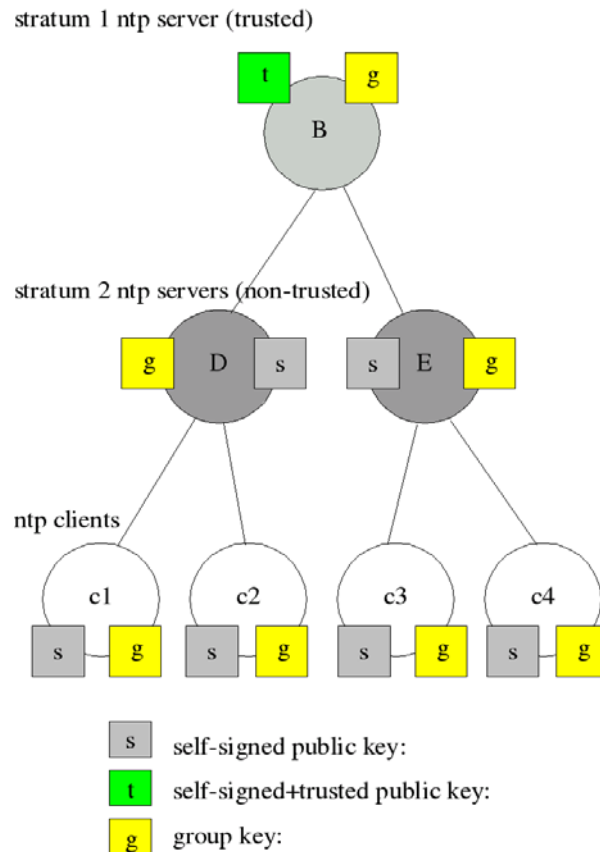 stratum 1 ntp server (trusted)
t g
B
stratum 2 ntp servers (non-trusted)
g D s s E g
ntp clients
c1 c2 c3 c4
s g s g s g s g
s self-signed public key:
t self-signed+trusted public key:
g group key: